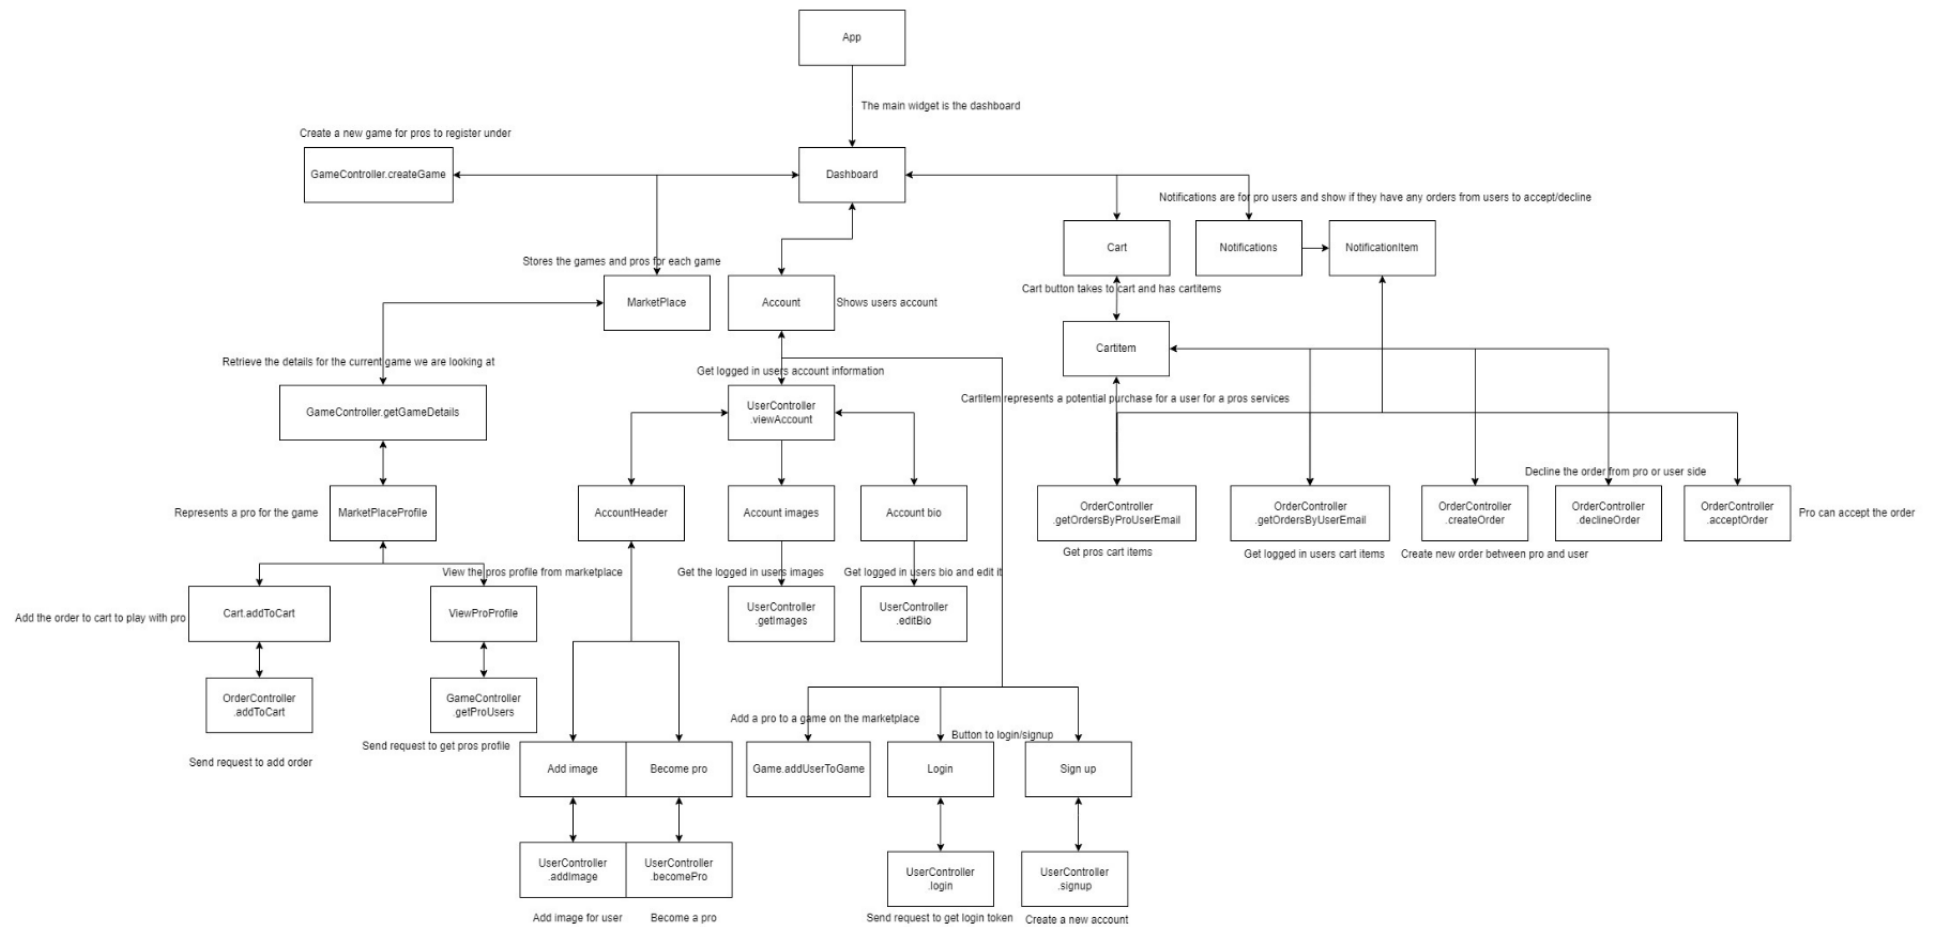 App
The main widget is the dashboard
Create a new game for pros to register under
GameController.createGame
Dashboard
Notifications are for pro users and show if they have any orders from users to accept/decline
Cart
Notifications
NotificationItem
Stores the games and pros for each game
MarketPlace
Account
Shows users account
Cart button takes to cart and has cartitems
Cartitem
Retrieve the details for the current game we are looking at
Get logged in users account information
GameController.getGameDetails
UserController
.viewAccount
Cartitem represents a potential purchase for a user for a pros services
Decline the order from pro or user side
Represents a pro for the game
MarketPlaceProfile
AccountHeader
Account images
Account bio
OrderController
.getOrdersByProUserEmail
OrderController
.getOrdersByUserEmail
OrderController
.createOrder
OrderController
.declineOrder
OrderController
.acceptOrder
Pro can accept the order
Get pros cart items
Get logged in users cart items
Create new order between pro and user
View the pros profile from marketplace
Get the logged in users images
Get logged in users bio and edit it
Add the order to cart to play with pro
Cart.addToCart
ViewProProfile
UserController
.getImages
UserController
.editBio
OrderController
.addToCart
GameController
.getProUsers
Add a pro to a game on the marketplace
Button to login/signup
Send request to get pros profile
Send request to add order
Add image
Become pro
Game.addUserToGame
Login
Sign up
UserController
.addImage
UserController
.becomePro
UserController
.login
UserController
.signup
Add image for user
Become a pro
Send request to get login token
Create a new account